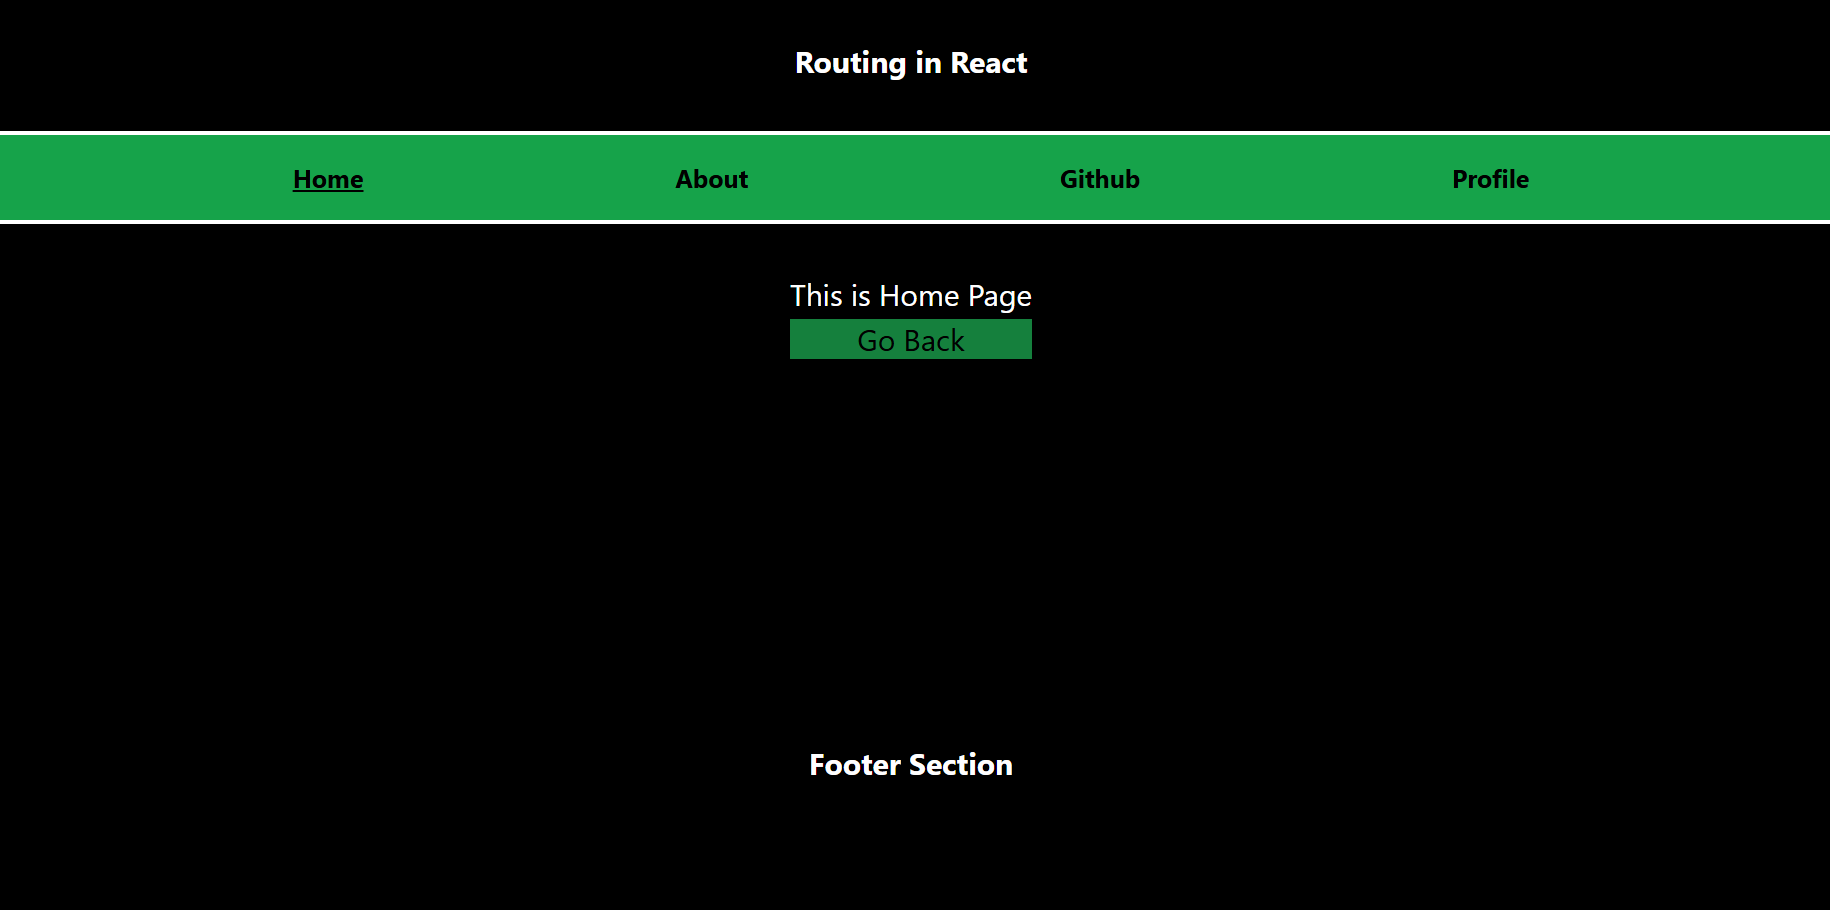 Routing in React
Home About Github Profile
This is Home Page
Go Back
Footer Section